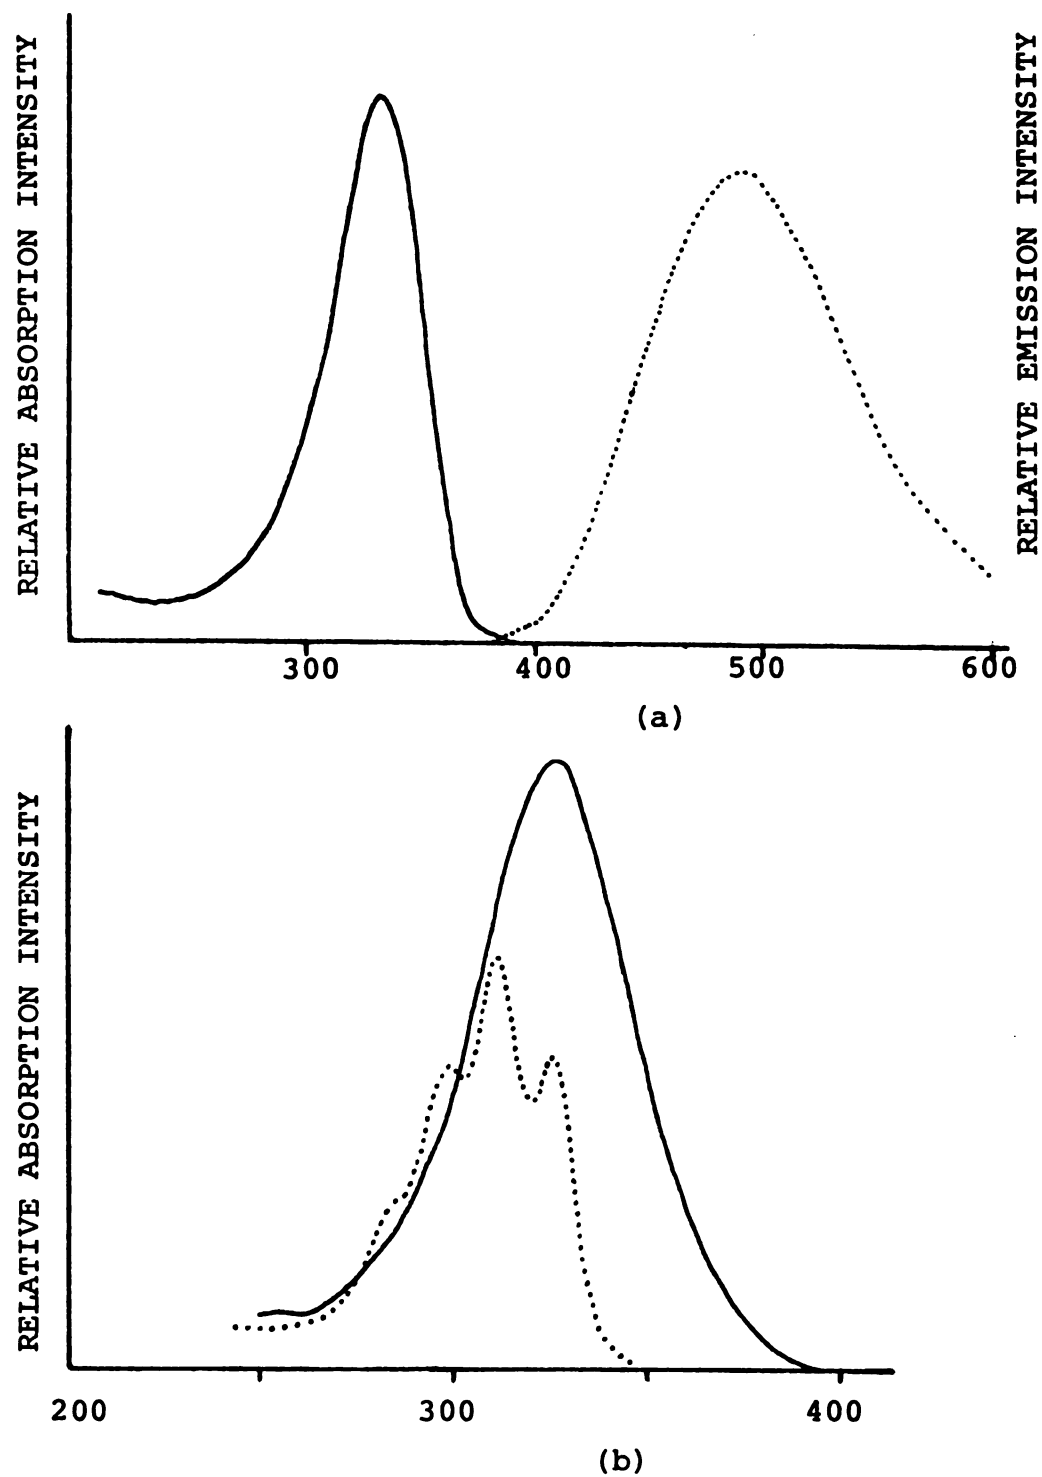 RELATIVE ABSORPTION INTENSITY
RELATIVE EMISSION INTENSITY
300 400 500 600
(a)
RELATIVE ABSORPTION INTENSITY
200 300 400
(b)